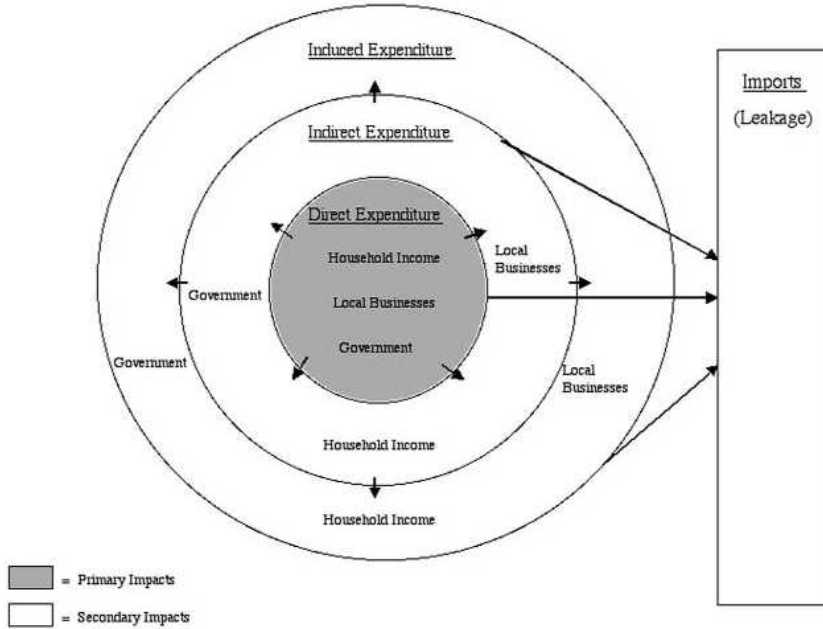 Induced Expenditure
Imports
(Leakage)
Indirect Expenditure
Direct Expenditure
Household Income
Local
Businesses
Government
Local Businesses
Government
Government
Local
Businesses
Household Income
Household Income
= Primary Impacts
= Secondary Impacts